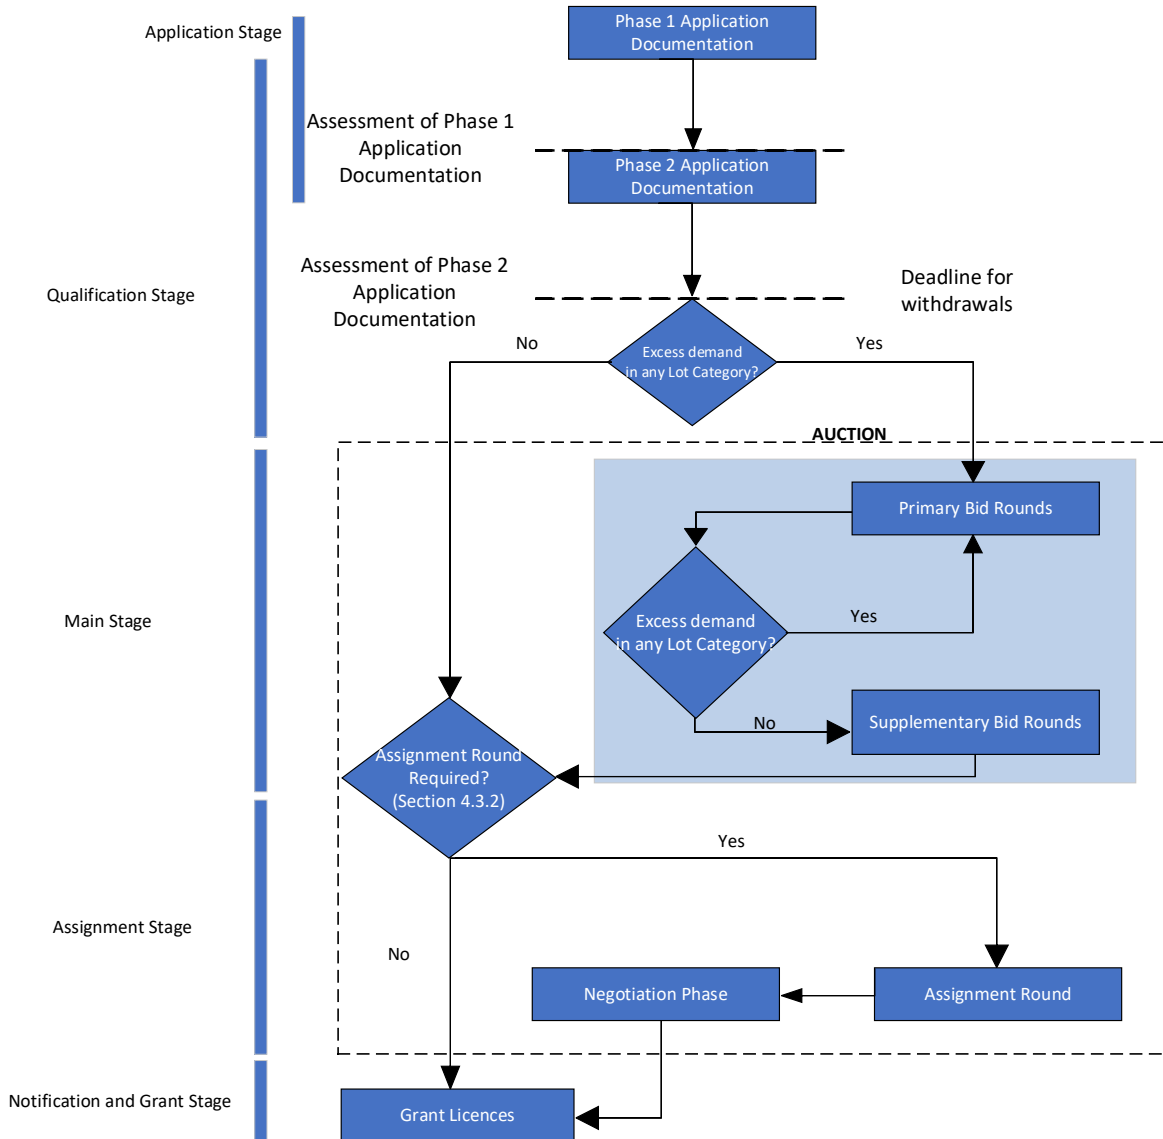 Application Stage
Phase 1 Application
Documentation
Assessment of Phase 1
Application
Documentation
Phase 2 Application
Documentation
Qualification Stage
Assessment of Phase 2
Application
Documentation
Deadline for
withdrawals
No
Excess demand
in any Lot Category?
Yes
AUCTION
Main Stage
Primary Bid Rounds
Excess demand
in any Lot Category?
Yes
No
Supplementary Bid Rounds
Assignment Round
Required?
(Section 4.3.2)
Assignment Stage
Yes
No
Negotiation Phase
Assignment Round
Notification and Grant Stage
Grant Licences